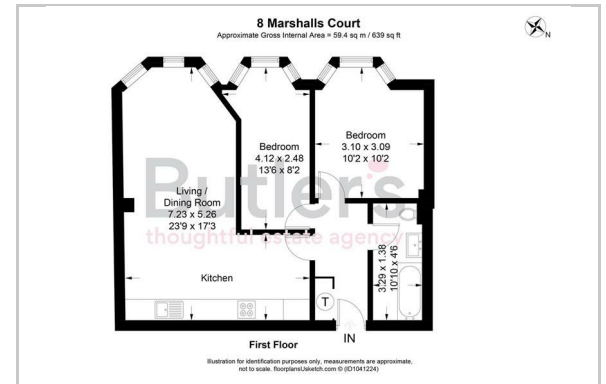 8 Marshalls Court
Approximate Gross Internal Area = 59.4 sq m / 639 sq ft
N
Bedroom
4.12 x 2.48
13'6 x 8'2
Bedroom
3.10 x 3.09
10'2 x 10'2
Butler's
thoughtful estate agency
Living /
Dining Room
7.23 x 5.26
23'9 x 17'3
3.29 x 1.38
10'10 x 4'6
Kitchen
T
IN
First Floor
Illustration for identification purposes only, measurements are approximate,
not to scale. floorplansUsketch.com © (ID1041224)